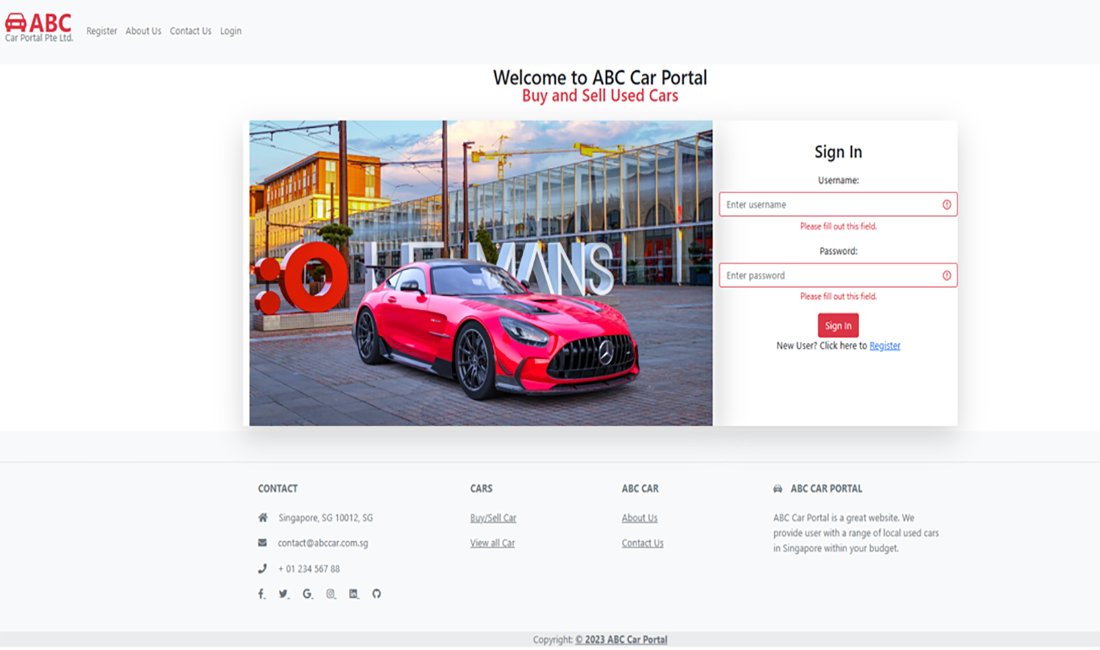 ABC
Car Portal Pte Ltd.
Register About Us Contact Us Login
Welcome to ABC Car Portal
Buy and Sell Used Cars
LE MANS
Sign In
Username:
Enter username
Please fill out this field.
Password:
Enter password
Please fill out this field.
Sign In
New User? Click here to Register
CONTACT
Singapore, SG 10012, SG
contact@abccar.com.sg
+ 01 234 567 88
CARS
Buy/Sell Car
View all Car
ABC CAR
About Us
Contact Us
ABC CAR PORTAL
ABC Car Portal is a great website. We
provide user with a range of local used cars
in Singapore within your budget.
Copyright: © 2023 ABC Car Portal